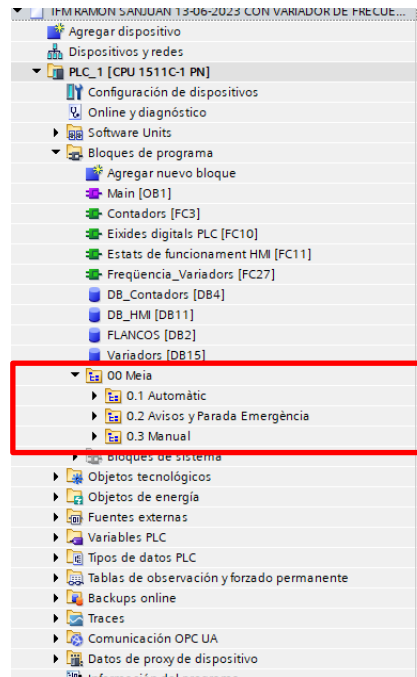 IFM RAMON SANJUAN 13-06-2023 CON VARIADOR DE FRECUE...
Agregar dispositivo
Dispositivos y redes
PLC_1 [CPU 1511C-1 PN]
Configuración de dispositivos
Online y diagnóstico
Software Units
Bloques de programa
Agregar nuevo bloque
Main [OB1]
Contadors [FC3]
Eixides digitals PLC [FC10]
Estats de funcionament HMI [FC11]
Freqüencia_Variadors [FC27]
DB_Contadors [DB4]
DB_HMI [DB11]
FLANCOS [DB2]
Variadors [DB15]
00 Meia
0.1 Automàtic
0.2 Avisos y Parada Emergència
0.3 Manual
Bloques de sistema
Objetos tecnológicos
Objetos de energía
Fuentes externas
Variables PLC
Tipos de datos PLC
Tablas de observación y forzado permanente
Backups online
Traces
Comunicación OPC UA
Datos de proxy de dispositivo
Información del programa